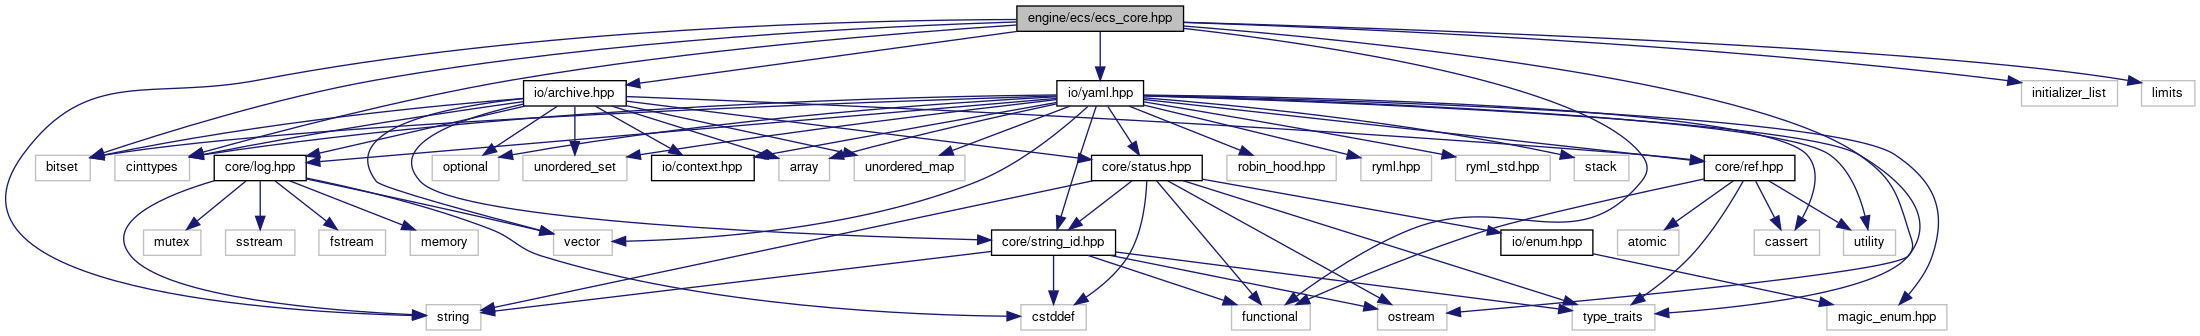 engine/ecs/ecs_core.hpp
io/archive.hpp
io/yaml.hpp
initializer_list
limits
bitset
cinttypes
core/log.hpp
optional
unordered_set
io/context.hpp
array
unordered_map
core/status.hpp
robin_hood.hpp
ryml.hpp
ryml_std.hpp
stack
core/ref.hpp
mutex
sstream
fstream
memory
vector
core/string_id.hpp
io/enum.hpp
atomic
cassert
utility
string
cstddef
functional
ostream
type_traits
magic_enum.hpp